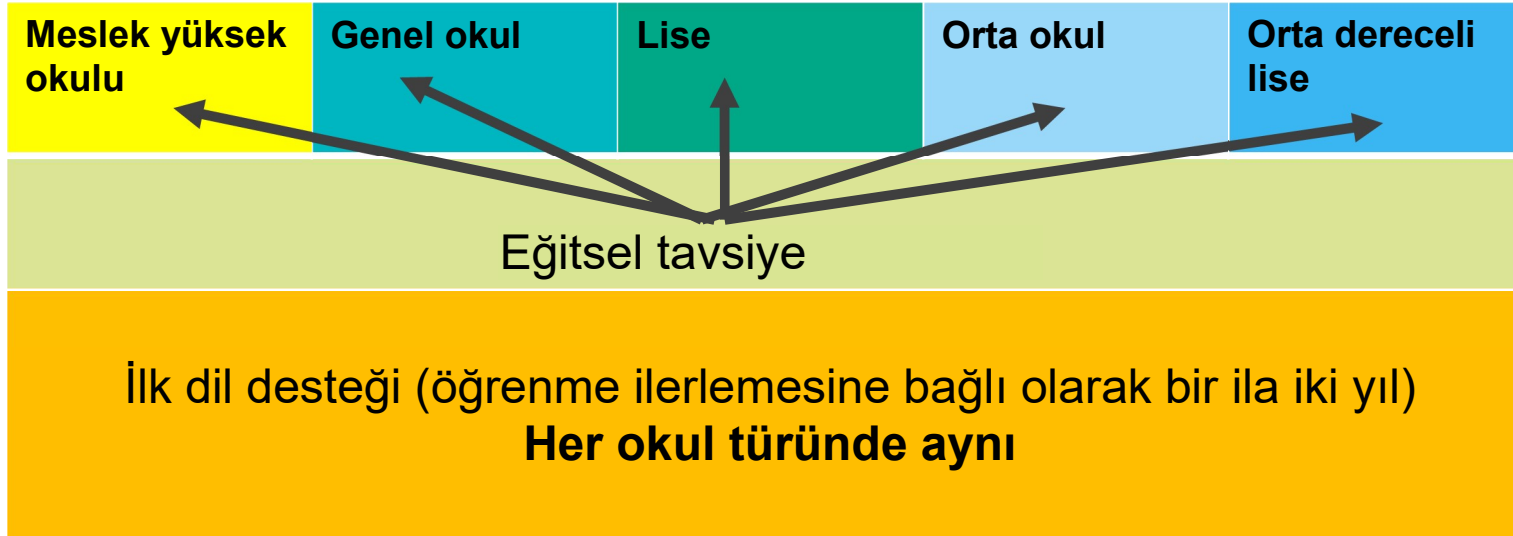 Meslek yüksek
okulu
Genel okul
Lise
Orta okul
Orta dereceli
lise
Eğitsel tavsiye
İlk dil desteği (öğrenme ilerlemesine bağlı olarak bir ila iki yıl)
Her okul türünde aynı